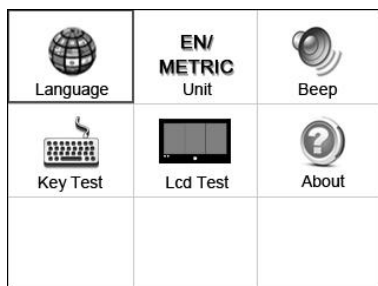 EN/
METRIC
Language
Unit
Beep
Key Test
Lcd Test
About